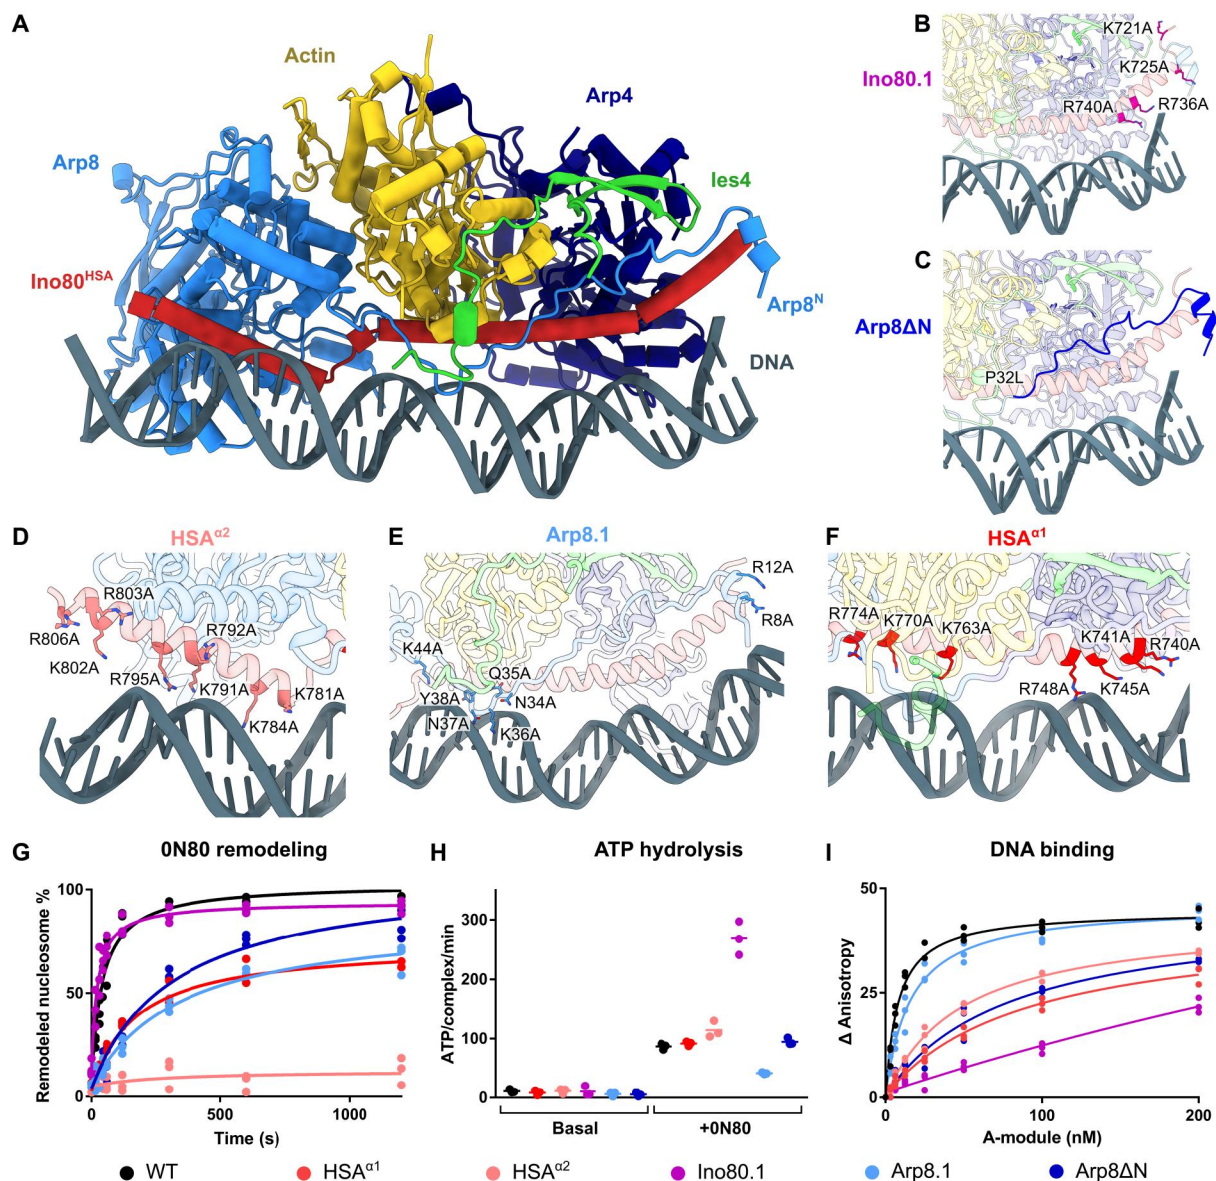 A
Actin
Arp4
Arp8
Ies4
Ino80HSA
Arp8N
DNA
B
Ino80.1
K721A
K725A
R740A
R736A
C
Arp8ΔN
P32L
D
HSAα2
R803A
R806A
R792A
K802A
R795A
K791A
K781A
K784A
E
Arp8.1
R12A
R8A
K44A
Q35A
Y38A
N34A
N37A
K36A
F
HSAα1
R774A
K770A
K763A
K741A
R740A
R748A
K745A
G
0N80 remodeling
Remodeled nucleosome %
100
50
0
0
500
1000
Time (s)
H
ATP hydrolysis
ATP/complex/min
300
200
100
0
Basal
+0N80
I
DNA binding
Δ Anisotropy
50
25
0
0
100
200
A-module (nM)
WT
HSAα1
HSAα2
Ino80.1
Arp8.1
Arp8ΔN